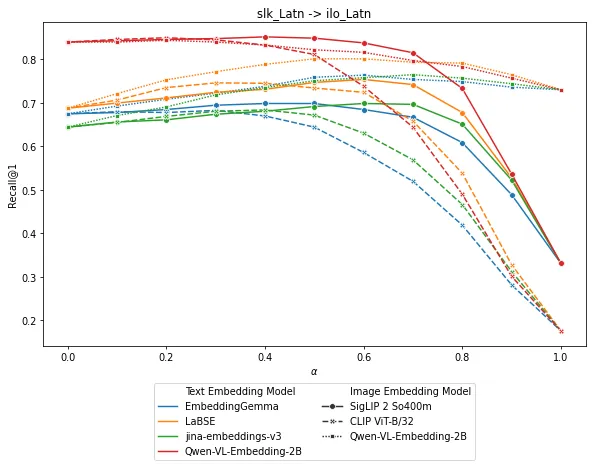 slk_Latn -> ilo_Latn
Recall@1
0.8
0.7
0.6
0.5
0.4
0.3
0.2
0.0 0.2 0.4 0.6 0.8 1.0
α
Text Embedding Model Image Embedding Model
EmbeddingGemma SigLIP 2 So400m
LaBSE CLIP ViT-B/32
jina-embeddings-v3 Qwen-VL-Embedding-2B
Qwen-VL-Embedding-2B